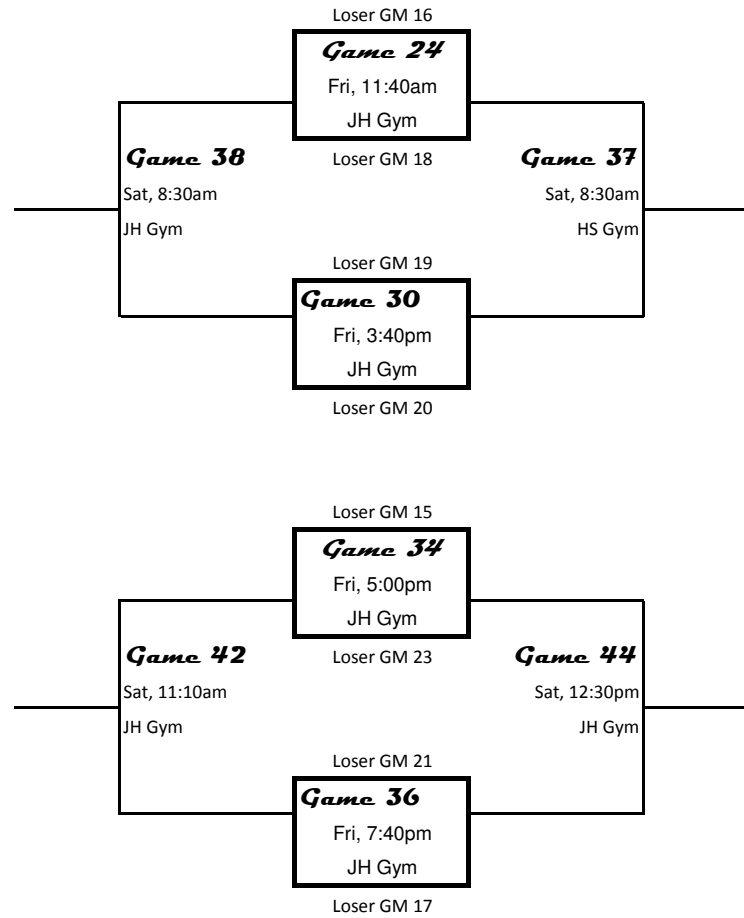 Loser GM 16
Game 24
Fri, 11:40am
JH Gym
Loser GM 18
Game 38
Sat, 8:30am
JH Gym
Game 37
Sat, 8:30am
HS Gym
Loser GM 19
Game 30
Fri, 3:40pm
JH Gym
Loser GM 20
Loser GM 15
Game 34
Fri, 5:00pm
JH Gym
Loser GM 23
Game 42
Sat, 11:10am
JH Gym
Game 44
Sat, 12:30pm
JH Gym
Loser GM 21
Game 36
Fri, 7:40pm
JH Gym
Loser GM 17